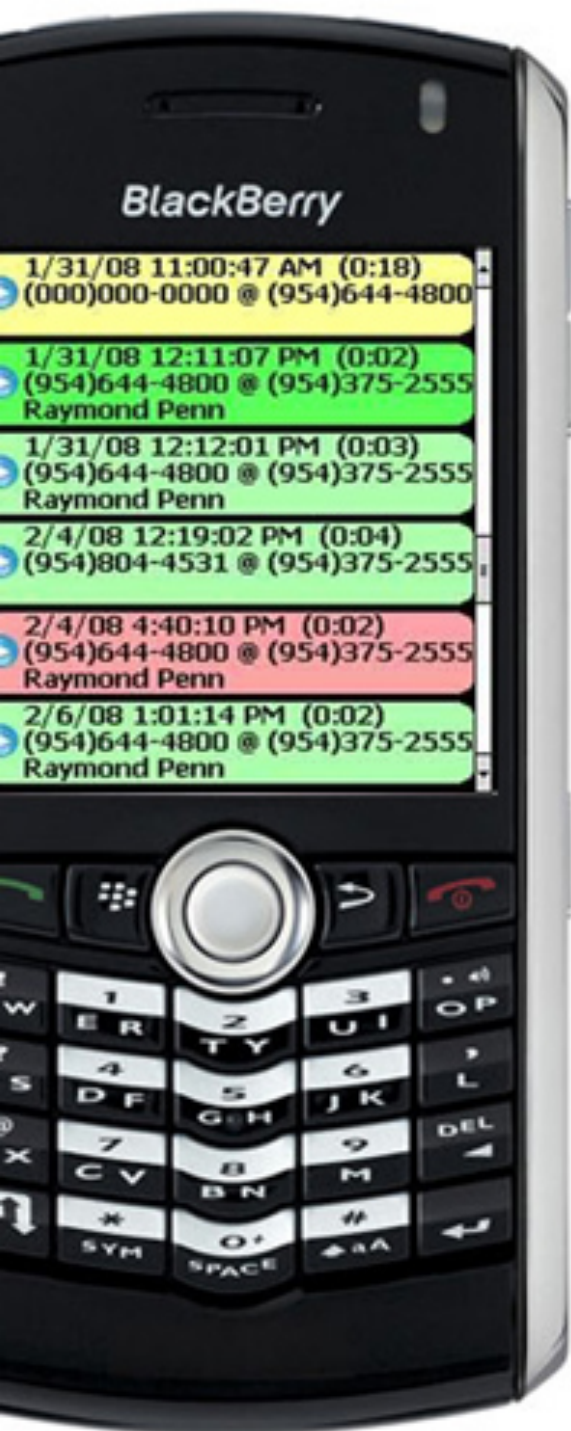 BlackBerry
1/31/08 11:00:47 AM (0:18)
(000)000-0000 @ (954)644-4800
1/31/08 12:11:07 PM (0:02)
(954)644-4800 @ (954)375-2555
Raymond Penn
1/31/08 12:12:01 PM (0:03)
(954)644-4800 @ (954)375-2555
Raymond Penn
2/4/08 12:19:02 PM (0:04)
(954)804-4531 @ (954)375-2555
2/4/08 4:40:10 PM (0:02)
(954)644-4800 @ (954)375-2555
Raymond Penn
2/6/08 1:01:14 PM (0:02)
(954)644-4800 @ (954)375-2555
Raymond Penn
1 2 3 .
W E R T Y U I O P
4 5 6 ,
S D F G H J K L
@ 7 8 9 DEL
X C V B N M
* 0+ #
SYM SPACE aA